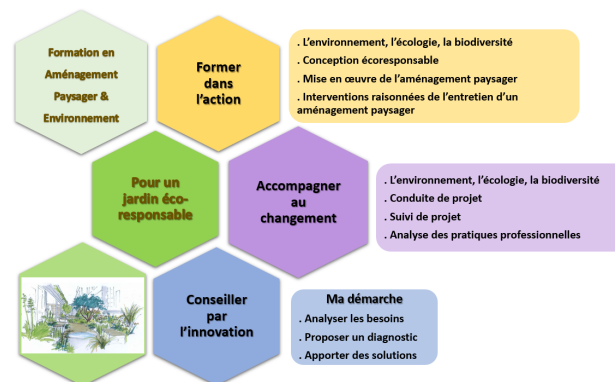 Formation en
Aménagement
Paysager &
Environnement
Former
dans
l'action
. L'environnement, l'écologie, la biodiversité
. Conception écoresponsable
. Mise en œuvre de l'aménagement paysager
. Interventions raisonnées de l'entretien d'un
aménagement paysager
Pour un
jardin éco-
responsable
Accompagner
au
changement
. L'environnement, l'écologie, la biodiversité
. Conduite de projet
. Suivi de projet
. Analyse des pratiques professionnelles
Conseiller
par
l'innovation
Ma démarche
. Analyser les besoins
. Proposer un diagnostic
. Apporter des solutions